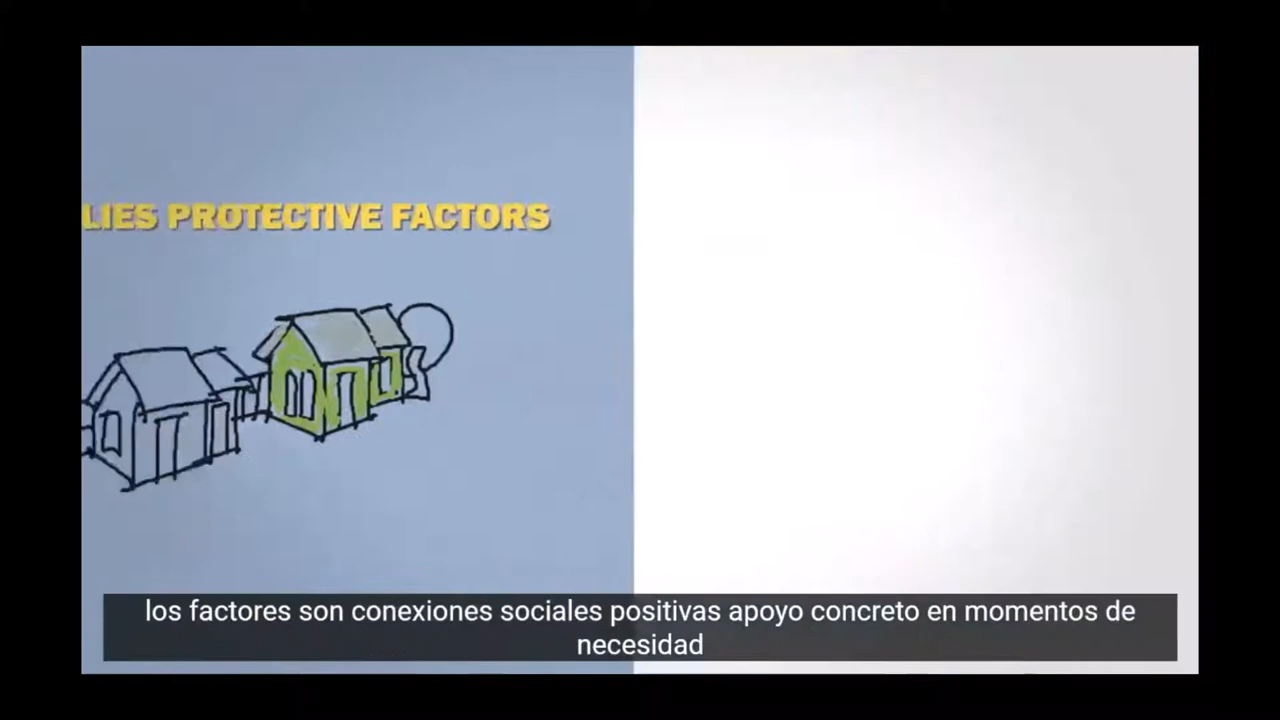 LIES PROTECTIVE FACTORS
los factores son conexiones sociales positivas apoyo concreto en momentos de
necesidad